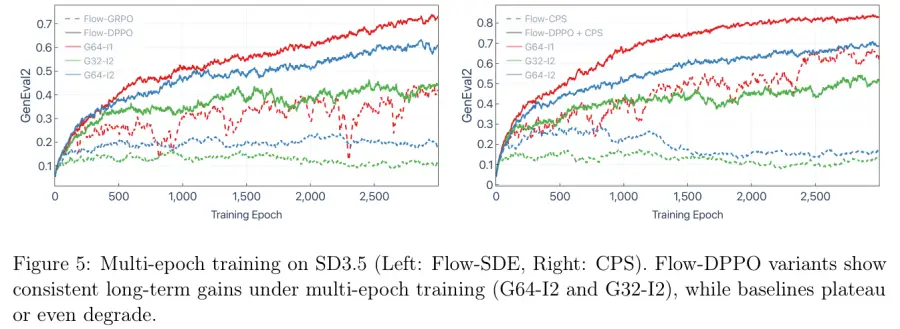 Flow-GRPO
Flow-DPPO
G64-I1
G32-I2
G64-I2
GenEval2
0.7
0.6
0.5
0.4
0.3
0.2
0.1
0
500
1,000
1,500
2,000
2,500
Training Epoch
Flow-CPS
Flow-DPPO + CPS
G64-I1
G32-I2
G64-I2
GenEval2
0.8
0.7
0.6
0.5
0.4
0.3
0.2
0.1
0
0
500
1,000
1,500
2,000
2,500
Training Epoch
Figure 5: Multi-epoch training on SD3.5 (Left: Flow-SDE, Right: CPS). Flow-DPPO variants show
consistent long-term gains under multi-epoch training (G64-I2 and G32-I2), while baselines plateau
or even degrade.